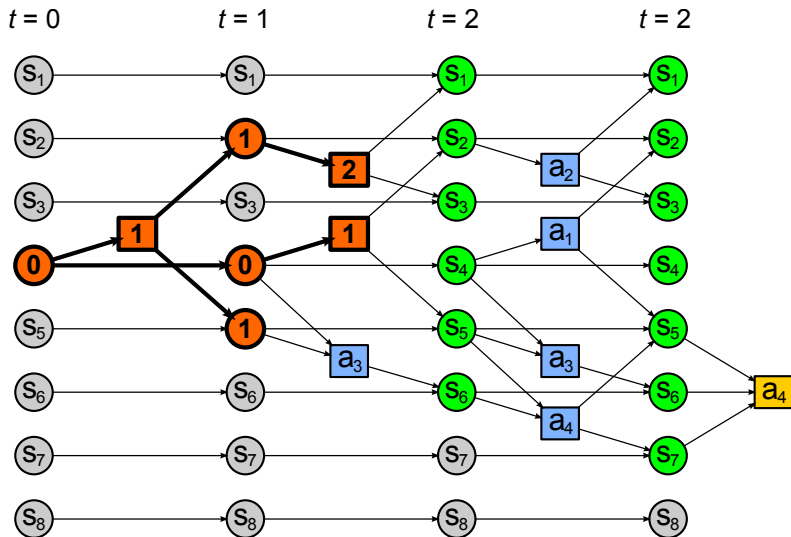 t = 0 t = 1 t = 2 t = 2
s₁ s₁ s₁ s₁
s₂ 1 s₂ s₂
2 a₂
s₃ s₃ s₃ s₃
1 1 a₁
0 0 s₄ s₄
s₅ 1 s₅ s₅
a₃ a₃
s₆ s₆ s₆ s₆ a₄
a₄
s₇ s₇ s₇ s₇
s₈ s₈ s₈ s₈